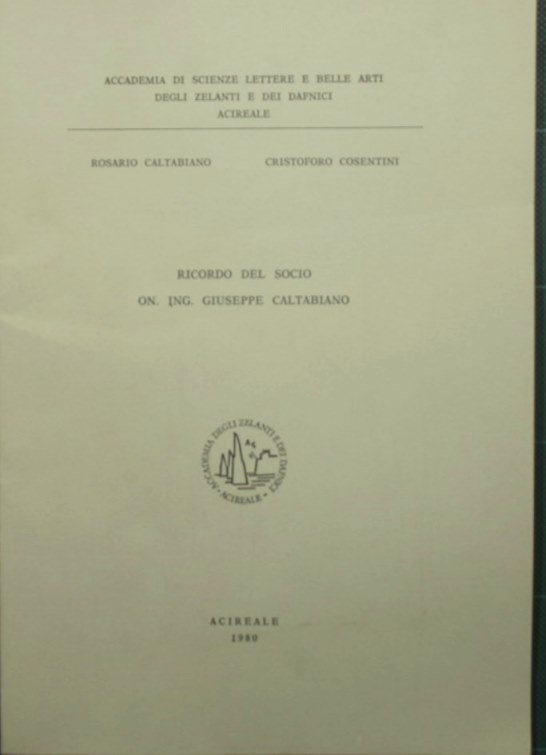 ACCADEMIA DI SCIENZE LETTERE E BELLE ARTI
DEGLI ZELANTI E DEI DAFNICI
ACIREALE
ROSARIO CALTABIANO CRISTOFORO COSENTINI
RICORDO DEL SOCIO
ON. ING. GIUSEPPE CALTABIANO
ACCADEMIA DEGLI ZELANTI E DEI DAFNICI
• ACIREALE •
AG
ACIREALE
1980